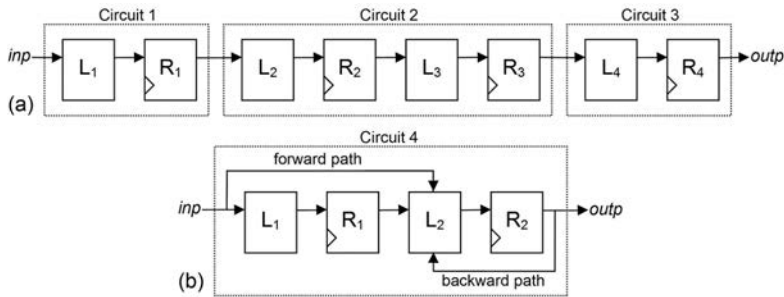 Circuit 1 Circuit 2 Circuit 3
inp L1 R1 L2 R2 L3 R3 L4 R4 outp
(a)
Circuit 4
forward path
inp L1 R1 L2 R2 outp
(b) backward path